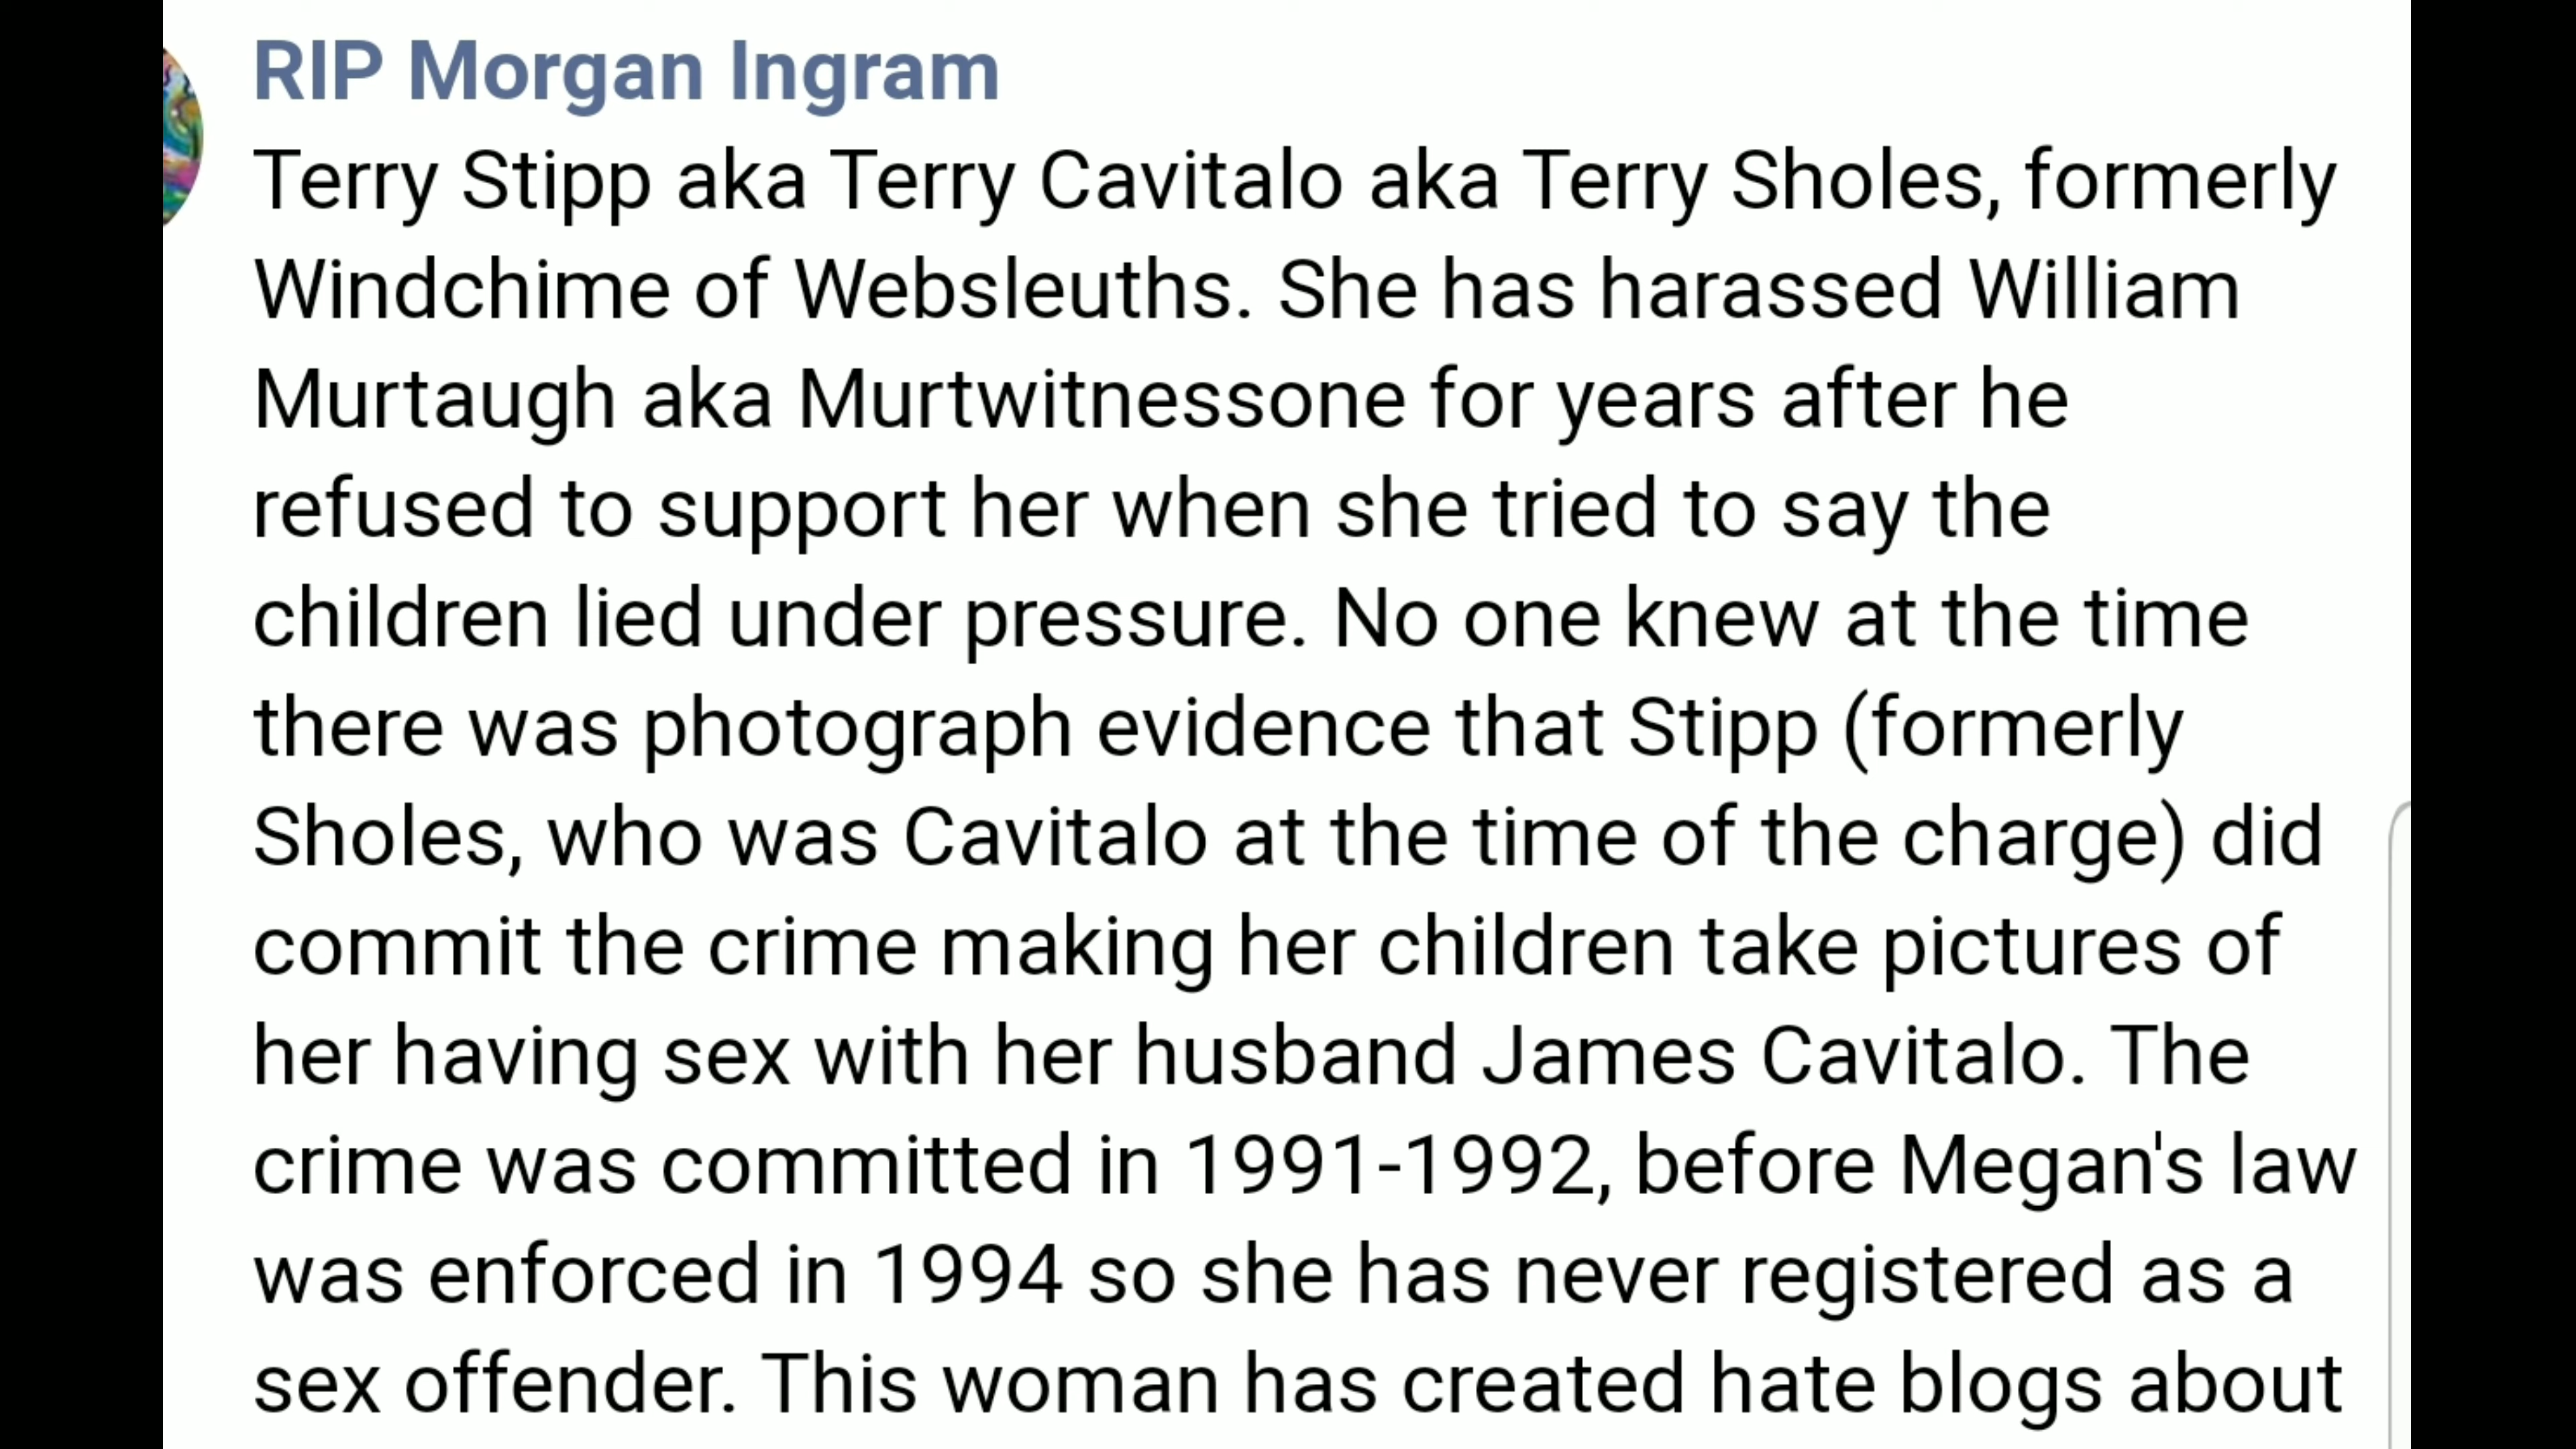 RIP Morgan Ingram
Terry Stipp aka Terry Cavitalo aka Terry Sholes, formerly
Windchime of Websleuths. She has harassed William
Murtaugh aka Murtwitnessone for years after he
refused to support her when she tried to say the
children lied under pressure. No one knew at the time
there was photograph evidence that Stipp (formerly
Sholes, who was Cavitalo at the time of the charge) did
commit the crime making her children take pictures of
her having sex with her husband James Cavitalo. The
crime was committed in 1991-1992, before Megan's law
was enforced in 1994 so she has never registered as a
sex offender. This woman has created hate blogs about